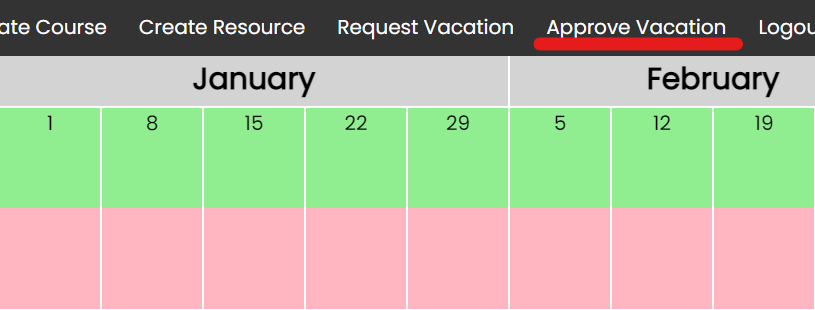 ate Course Create Resource Request Vacation Approve Vacation Logou
January February
1 8 15 22 29 5 12 19